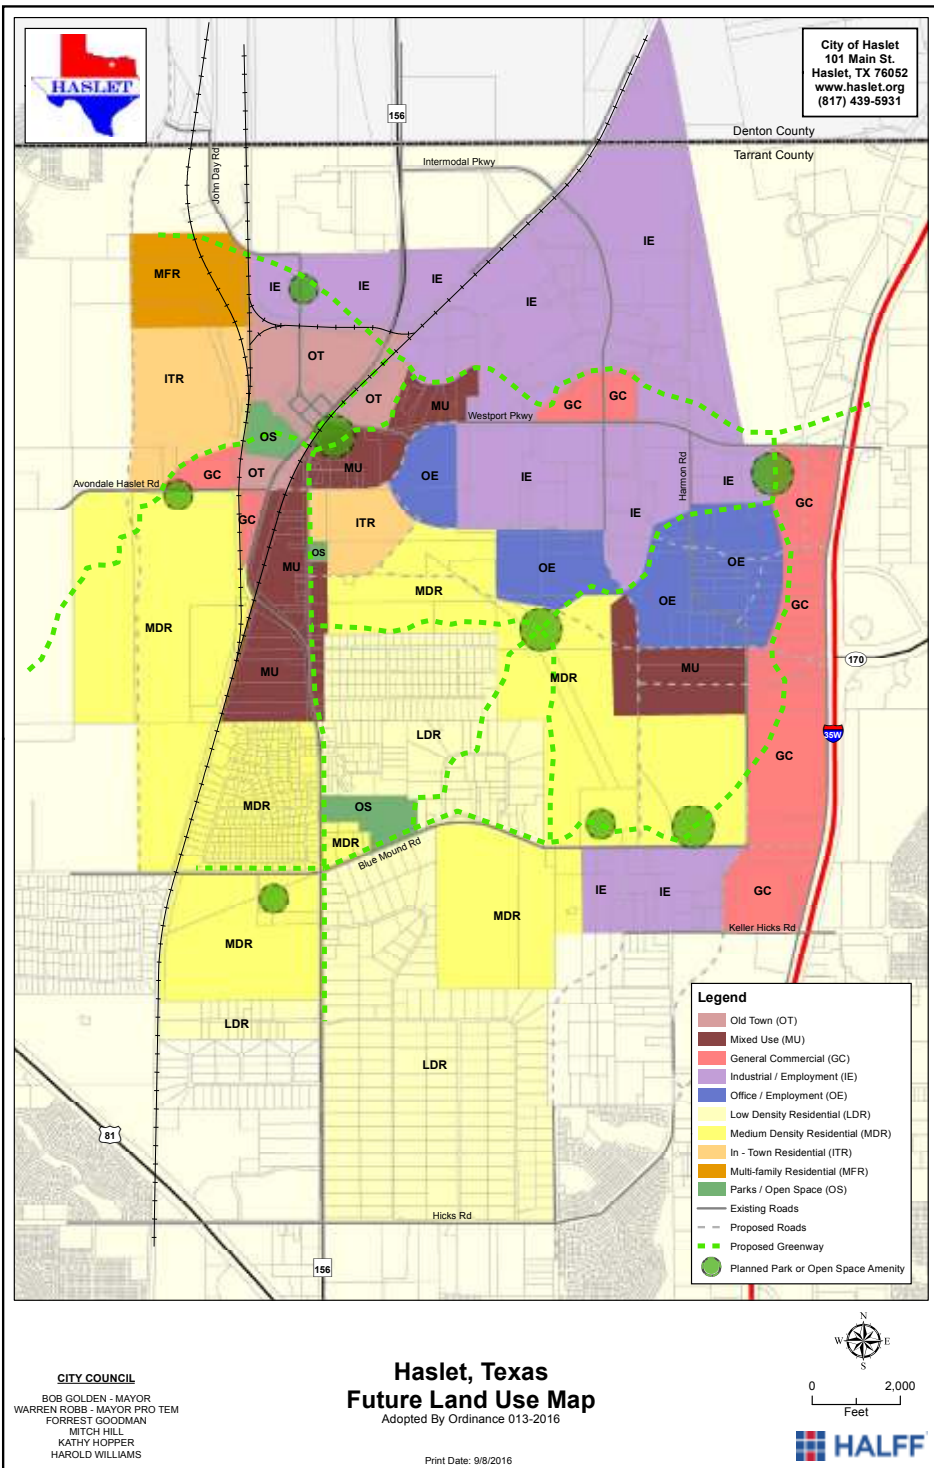 HASLET
City of Haslet
101 Main St.
Haslet, TX 76052
www.haslet.org
(817) 439-5931
156
Denton County
Tarrant County
John Day Rd
Intermodal Pkwy
IE
MFR
IE
IE
IE
IE
OT
ITR
OT
MU
GC
GC
Westport Pkwy
OS
MU
GC
OT
OE
IE
Harmon Rd
IE
GC
Avondale Haslet Rd
GC
ITR
IE
OS
MU
OE
OE
MDR
OE
GC
MDR
170
MU
MDR
MU
LDR
35W
GC
MDR
OS
MDR
Blue Mound Rd
IE
IE
GC
MDR
Keller Hicks Rd
MDR
LDR
LDR
81
Hicks Rd
156
Legend
Old Town (OT)
Mixed Use (MU)
General Commercial (GC)
Industrial / Employment (IE)
Office / Employment (OE)
Low Density Residential (LDR)
Medium Density Residential (MDR)
In - Town Residential (ITR)
Multi-family Residential (MFR)
Parks / Open Space (OS)
Existing Roads
Proposed Roads
Proposed Greenway
Planned Park or Open Space Amenity
N
W E
S
0 2,000
Feet
HALFF
CITY COUNCIL
BOB GOLDEN - MAYOR
WARREN ROBB - MAYOR PRO TEM
FORREST GOODMAN
MITCH HILL
KATHY HOPPER
HAROLD WILLIAMS
Haslet, Texas
Future Land Use Map
Adopted By Ordinance 013-2016
Print Date: 9/8/2016